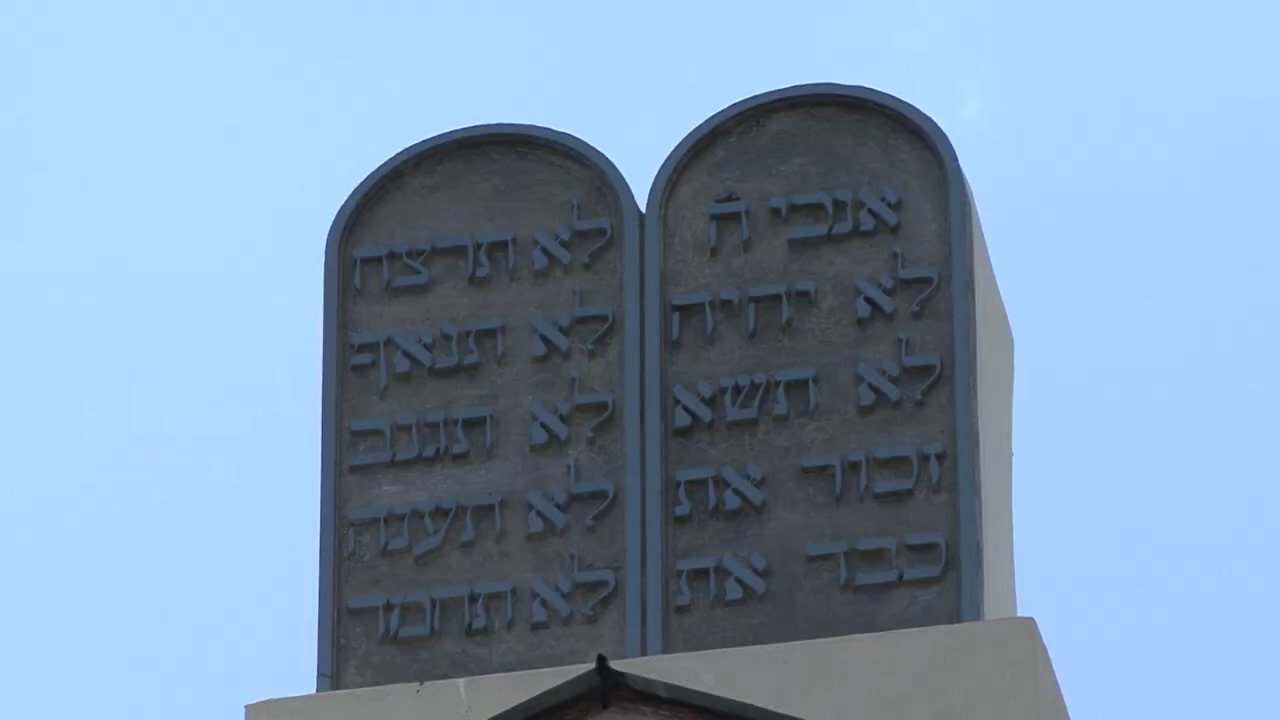 אנכי ה׳
לא יהיה
לא תשא
זכור את
כבד את
לא תרצח
לא תנאף
לא תגנב
לא תענה
לא תחמד